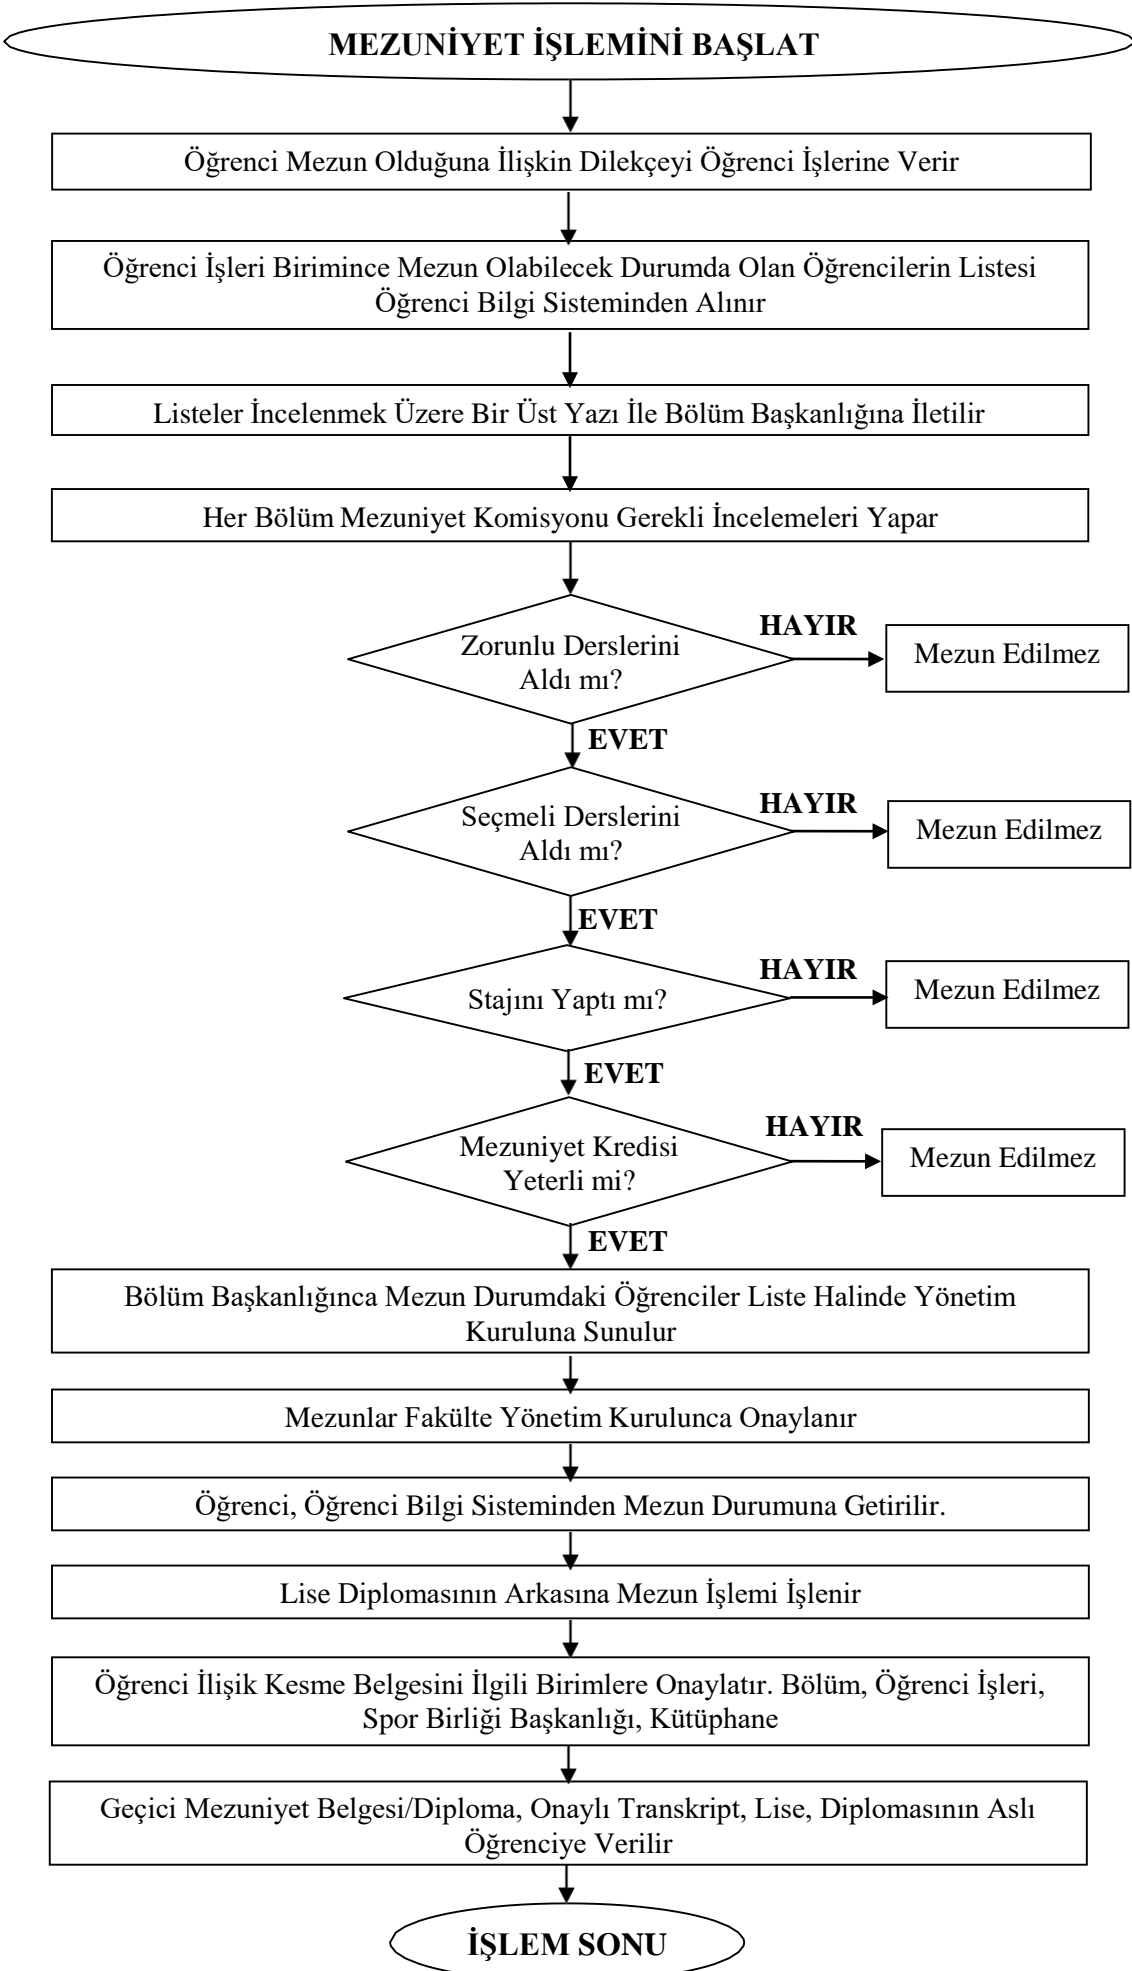 MEZUNİYET İŞLEMİNİ BAŞLAT
Öğrenci Mezun Olduğuna İlişkin Dilekçeyi Öğrenci İşlerine Verir
Öğrenci İşleri Birimince Mezun Olabilecek Durumda Olan Öğrencilerin Listesi
Öğrenci Bilgi Sisteminden Alınır
Listeler İncelenmek Üzere Bir Üst Yazı İle Bölüm Başkanlığına İletilir
Her Bölüm Mezuniyet Komisyonu Gerekli İncelemeleri Yapar
Zorunlu Derslerini
Aldı mı?
HAYIR
Mezun Edilmez
EVET
Seçmeli Derslerini
Aldı mı?
HAYIR
Mezun Edilmez
EVET
Stajını Yaptı mı?
HAYIR
Mezun Edilmez
EVET
Mezuniyet Kredisi
Yeterli mi?
HAYIR
Mezun Edilmez
EVET
Bölüm Başkanlığınca Mezun Durumdaki Öğrenciler Liste Halinde Yönetim
Kuruluna Sunulur
Mezunlar Fakülte Yönetim Kurulunca Onaylanır
Öğrenci, Öğrenci Bilgi Sisteminden Mezun Durumuna Getirilir.
Lise Diplomasının Arkasına Mezun İşlemi İşlenir
Öğrenci İlişik Kesme Belgesini İlgili Birimlere Onaylatır. Bölüm, Öğrenci İşleri,
Spor Birliği Başkanlığı, Kütüphane
Geçici Mezuniyet Belgesi/Diploma, Onaylı Transkript, Lise, Diplomasının Aslı
Öğrenciye Verilir
İŞLEM SONU